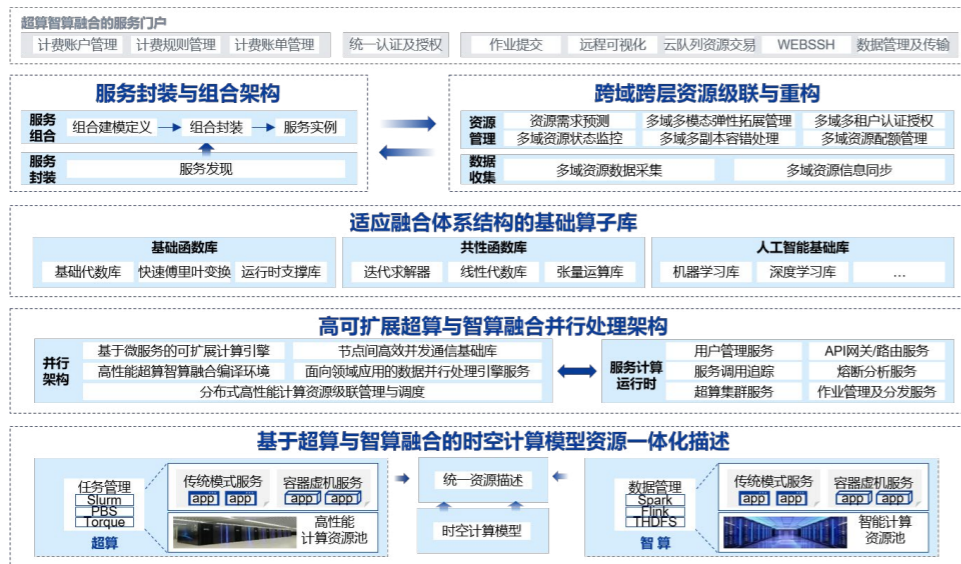 超算智算融合的服务门户
计费账户管理 计费规则管理 计费账单管理 统一认证及授权 作业提交 远程可视化 云队列资源交易 WEBSSH 数据管理及传输
服务封装与组合架构
服务组合
组合建模定义 组合封装 服务实例
服务封装
服务发现
跨域跨层资源级联与重构
资源管理
资源需求预测 多域多模态弹性拓展管理 多域多租户认证授权
多域资源状态监控 多域多副本容错处理 多域资源配额管理
数据收集
多域资源数据采集 多域资源信息同步
适应融合体系结构的基础算子库
基础函数库 共性函数库 人工智能基础库
基础代数库 快速傅里叶变换 运行时支撑库 迭代求解器 线性代数库 张量运算库 机器学习库 深度学习库 ...
高可扩展超算与智算融合并行处理架构
并行架构
基于微服务的可扩展计算引擎 节点间高效并发通信基础库
高性能超算智算融合编译环境 面向领域应用的数据并行处理引擎服务
分布式高性能计算资源级联管理与调度
服务计算运行时
用户管理服务 API网关/路由服务
服务调用追踪 熔断分析服务
超算集群服务 作业管理及分发服务
基于超算与智算融合的时空计算模型资源一体化描述
任务管理
Slurm
PBS
Torque
超算
传统模式服务 容器虚机服务
app app app app
高性能
计算资源池
统一资源描述
时空计算模型
数据管理
Spark
Flink
THDFS
智算
传统模式服务 容器虚机服务
app app app app
智能计算
资源池